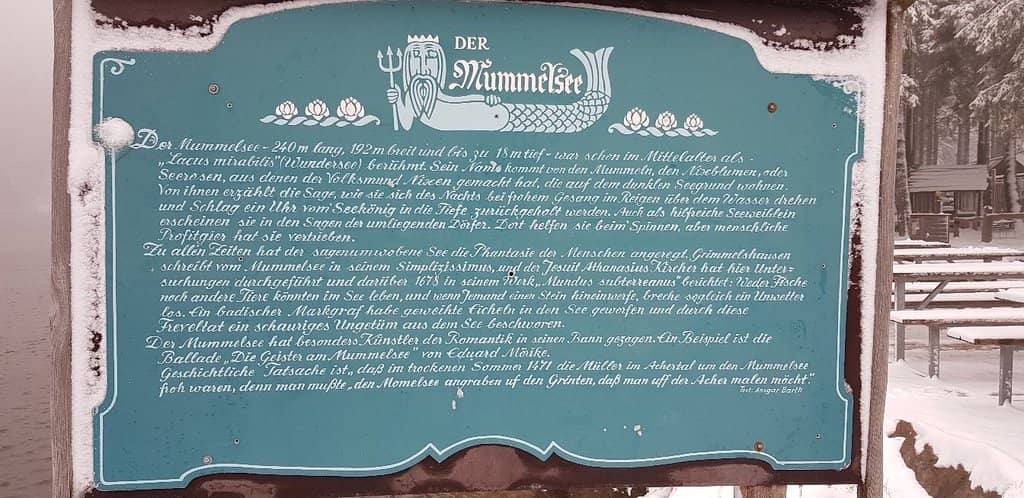 DER
Mummelsee
Der Mummelsee - 240 m lang, 192 m breit und bis zu 18 m tief - war schon im Mittelalter als
„Lacus mirabilis" (Wundersee) berühmt. Sein Name kommt von den Mummeln, den Nixeblumen, oder
Seerosen, aus denen der Volksmund Nixen gemacht hat, die auf dem dunklen Seegrund wohnen.
Von ihnen erzählt die Sage, wie sie sich des Nachts bei frohem Gesang im Reigen über dem Wasser drehen
und Schlag ein Uhr vom Seekönig in die Tiefe zurückgeholt werden. Auch als hilfreiche Seeweiblein
erscheinen sie in den Sagen der umliegenden Dörfer. Dort helfen sie beim Spinnen, aber menschliche
Profitgier hat sie vertrieben.
Zu allen Zeiten hat der sagenumwobene See die Phantasie der Menschen angeregt. Grimmelshausen
schreibt vom Mummelsee in seinem Simplizissimus, und der Jesuit Athanasius Kircher hat hier Unter-
suchungen durchgeführt und darüber 1678 in seinem Werk „Mundus subterreanus" berichtet: Weder Fische
noch andere Tiere könnten im See leben, und wenn Jemand einen Stein hineinwerfe, breche sogleich ein Unwetter
los. Ein badischer Markgraf habe geweihte Eicheln in den See geworfen und durch diese
Freveltat ein schauriges Ungetüm aus dem See beschworen.
Der Mummelsee hat besonders Künstler der Romantik in seinen Bann gezogen. Ein Beispiel ist die
Ballade „Die Geister am Mummelsee" von Eduard Mörike.
Geschichtliche Tatsache ist, daß im trockenen Sommer 1471 die Müller im Achertal um den Mummelsee
froh waren, denn man mußte „den Momelsee angraben uf den Grinten, daß man uff der Acher malen möcht."
Text: Ansgar Barth